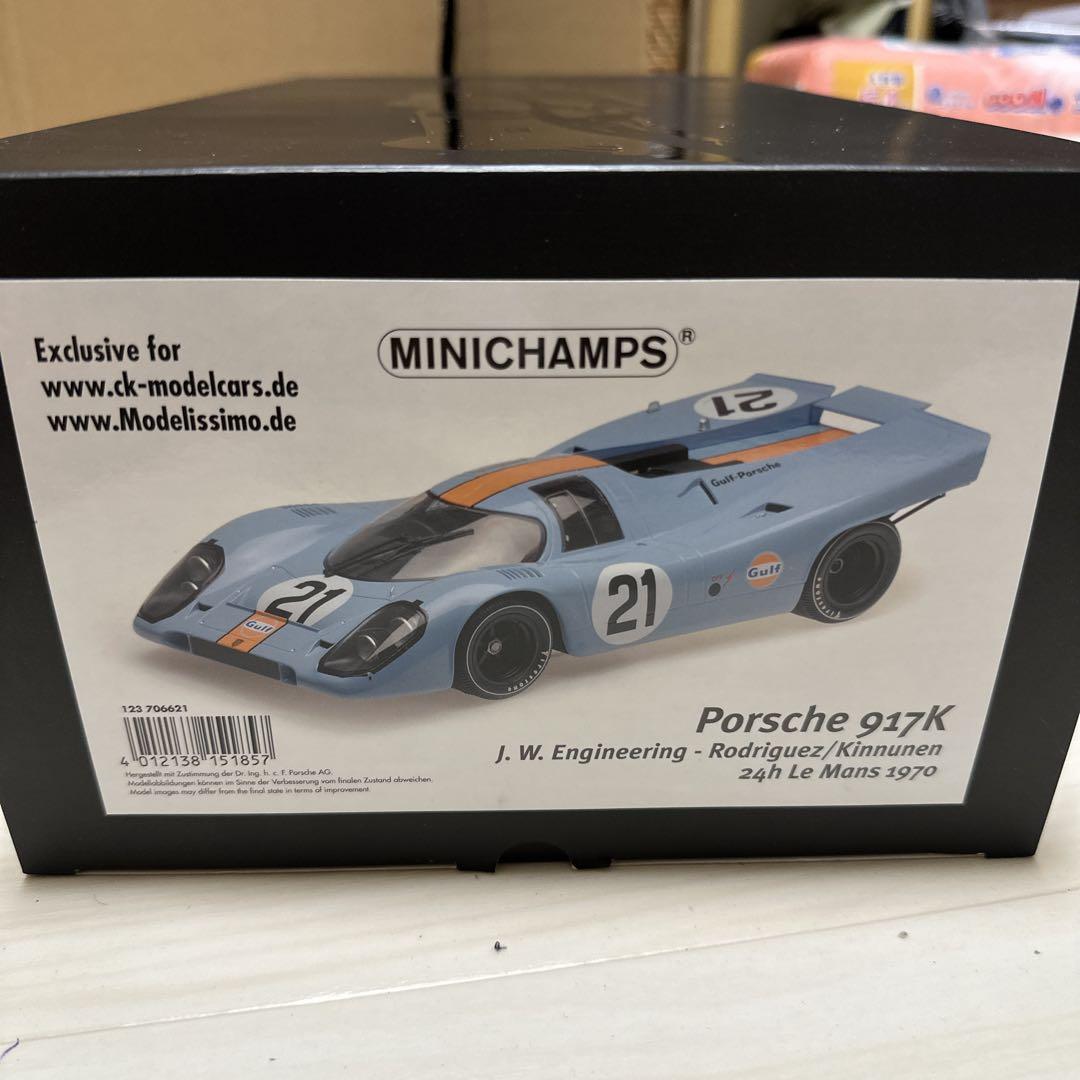 Exclusive for
www.ck-modelcars.de
www.Modelissimo.de
MINICHAMPS®
21
Gulf-Porsche
21
Gulf
21
Gulf
Firestone
Firestone
123 706621
4 012138 151857
Hergestellt mit Zustimmung der Dr. Ing. h. c. F. Porsche AG.
Modellabbildungen können im Sinne der Verbesserung vom finalen Zustand abweichen.
Model images may differ from the final state in terms of improvement.
Porsche 917K
J. W. Engineering - Rodriguez/Kinnunen
24h Le Mans 1970